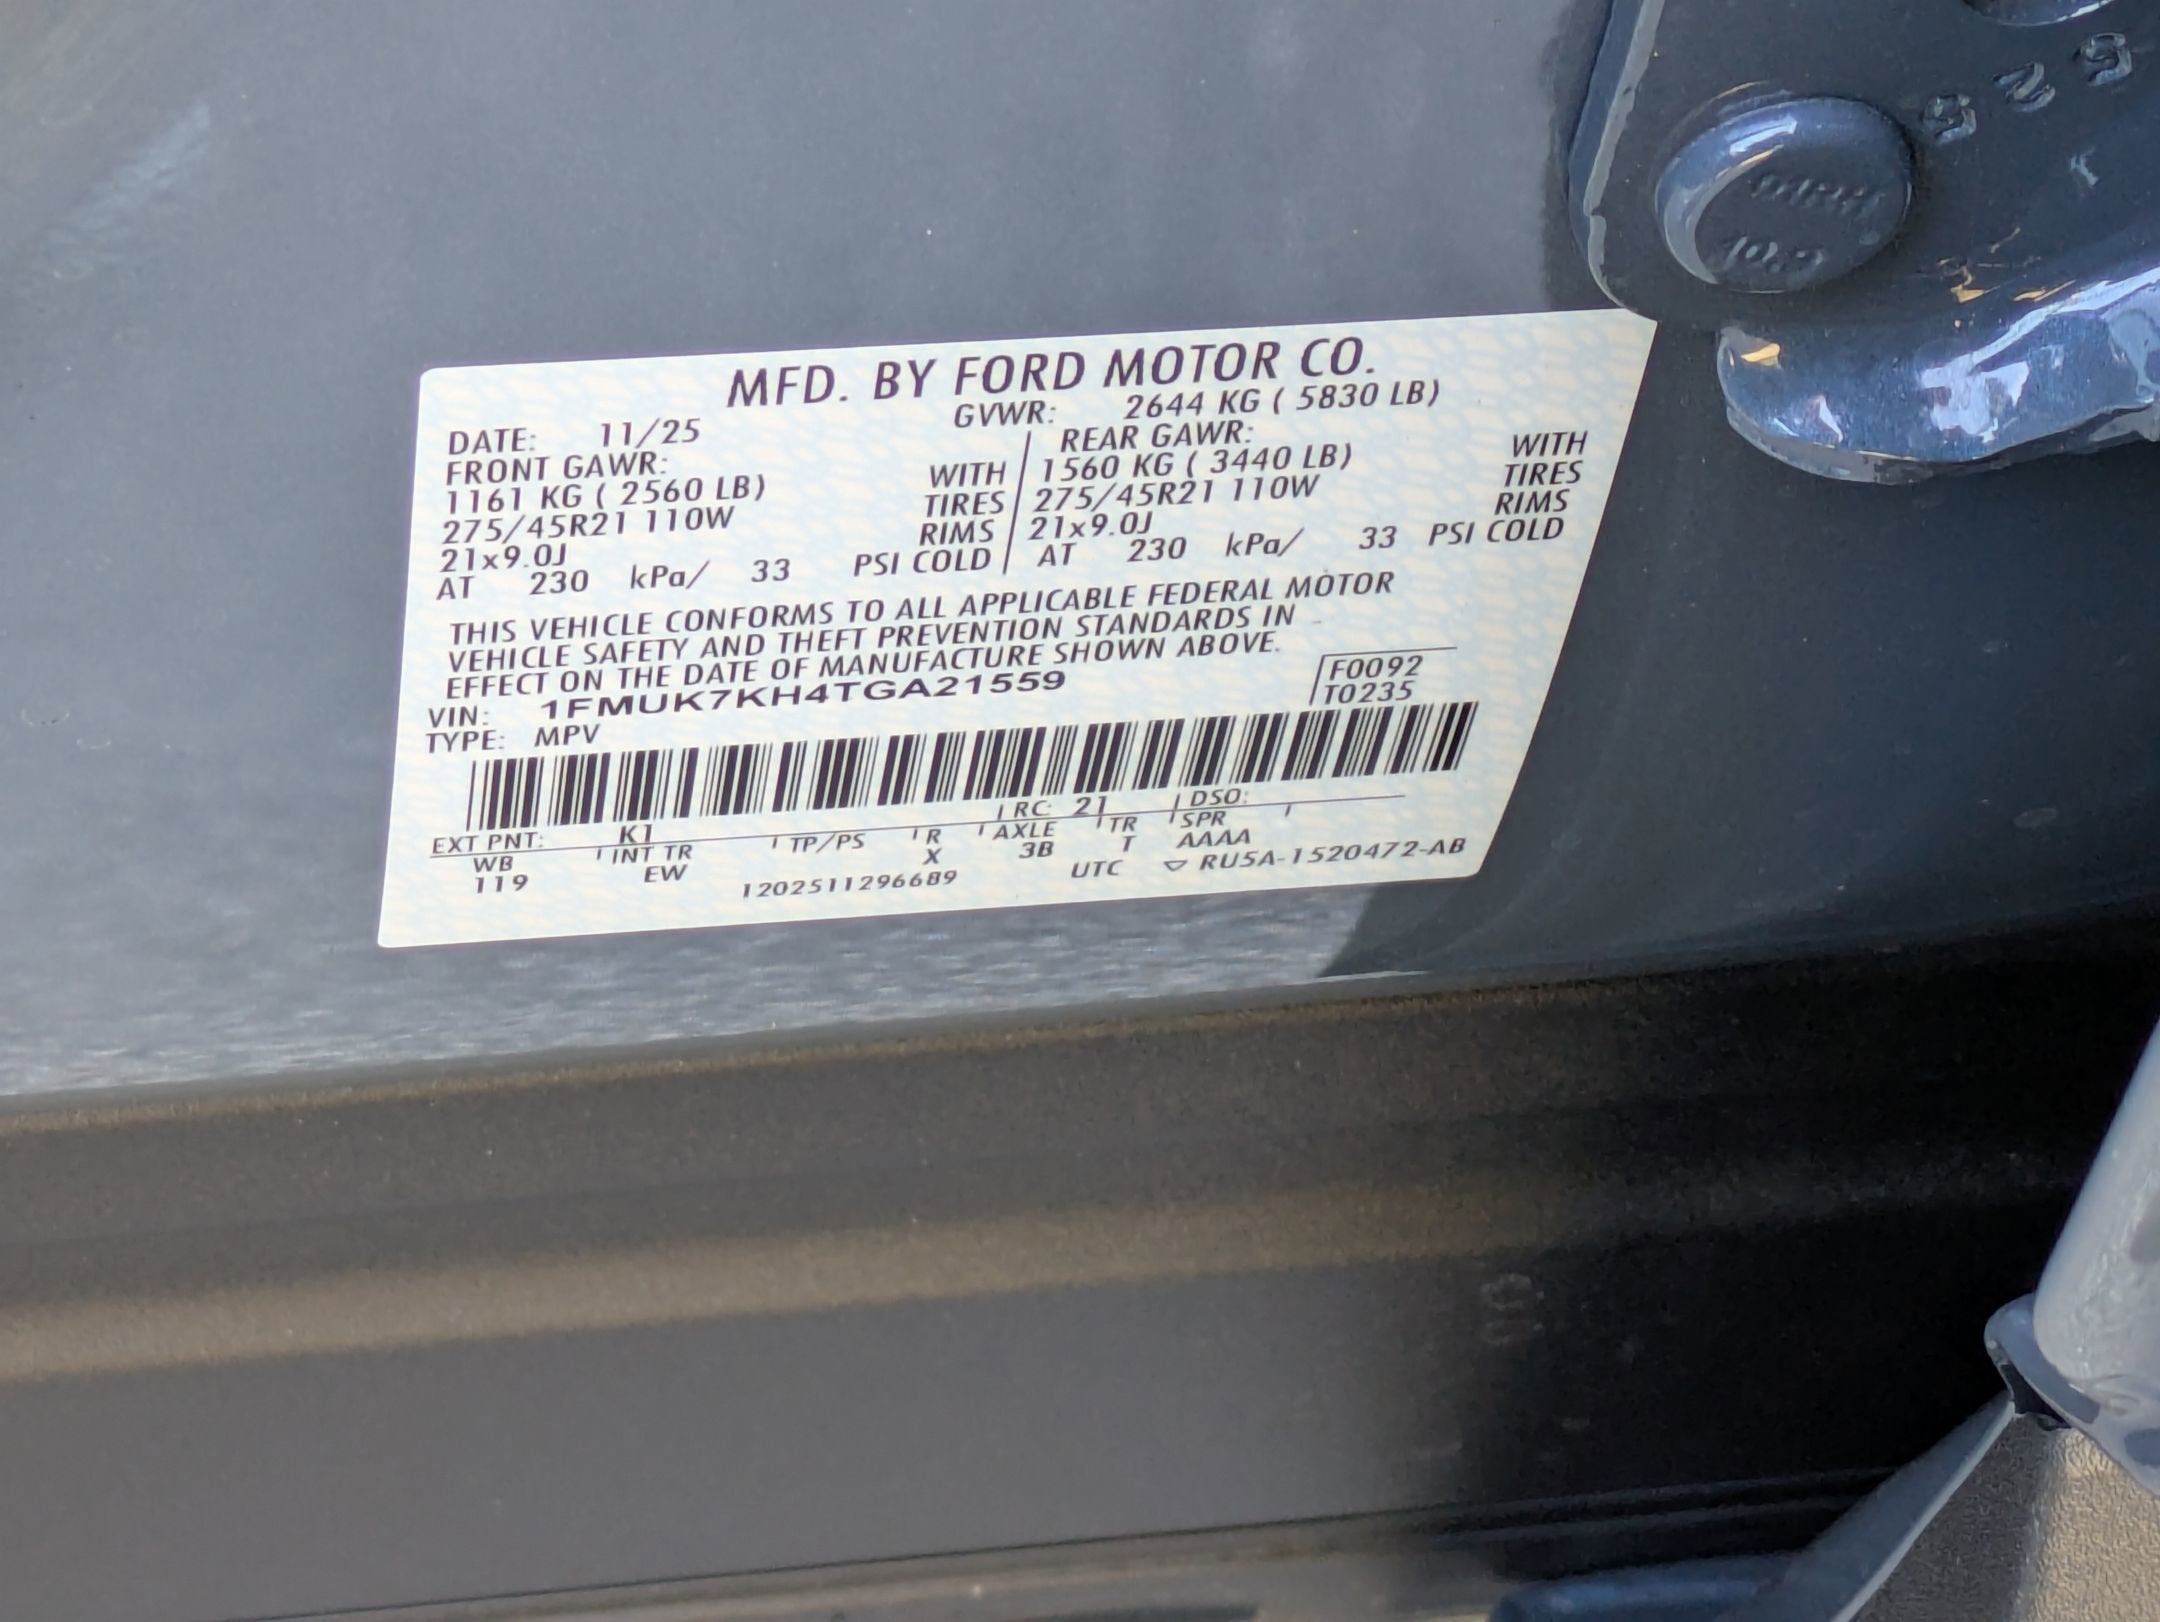 MFD. BY FORD MOTOR CO.
DATE: 11/25 GVWR: 2644 KG ( 5830 LB)
FRONT GAWR: REAR GAWR:
1161 KG ( 2560 LB) WITH 1560 KG ( 3440 LB) WITH
275/45R21 110W TIRES 275/45R21 110W TIRES
21x9.0J RIMS 21x9.0J RIMS
AT 230 kPa/ 33 PSI COLD AT 230 kPa/ 33 PSI COLD
THIS VEHICLE CONFORMS TO ALL APPLICABLE FEDERAL MOTOR
VEHICLE SAFETY AND THEFT PREVENTION STANDARDS IN
EFFECT ON THE DATE OF MANUFACTURE SHOWN ABOVE.
VIN: 1FMUK7KH4TGA21559 F0092
TYPE: MPV T0235
EXT PNT: K1 RC: 21 DSO:
WB INT TR TP/PS R AXLE TR SPR
119 EW X 3B T AAAA
1202511296689 UTC ▽ RU5A-1520472-AB